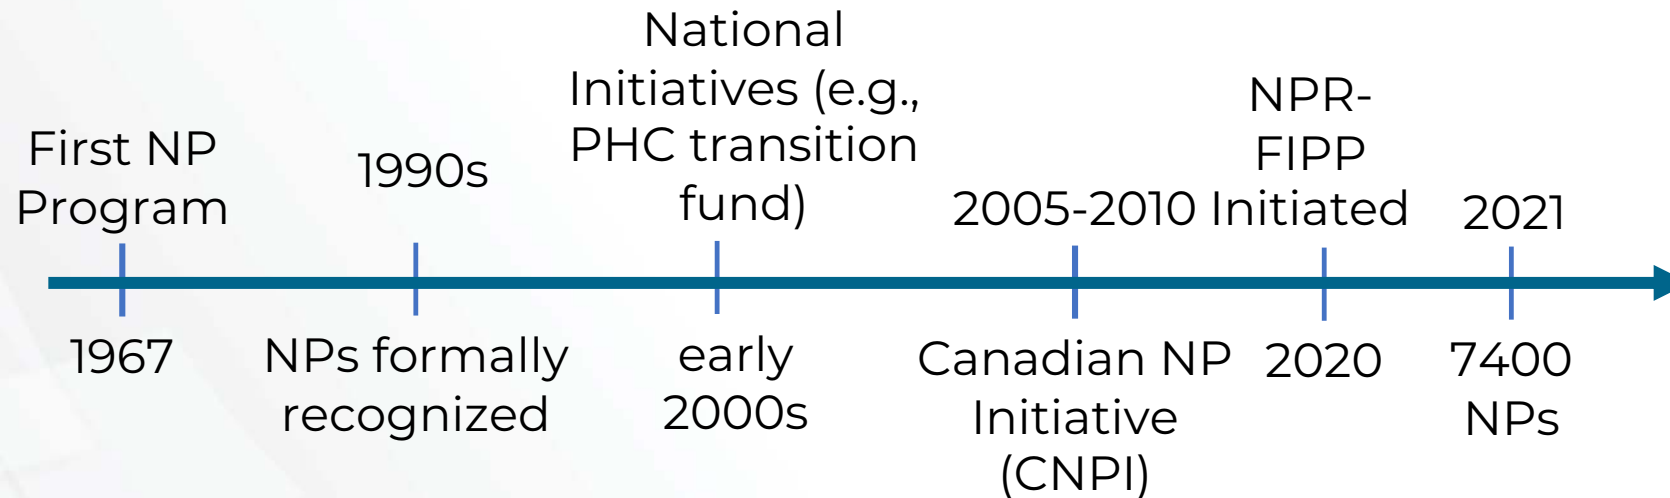 First NP
Program
1967
1990s
NPs formally
recognized
National
Initiatives (e.g.,
PHC transition
fund)
early
2000s
2005-2010
Canadian NP
Initiative
(CNPI)
NPR-
FIPP
Initiated
2020
2021
7400
NPs